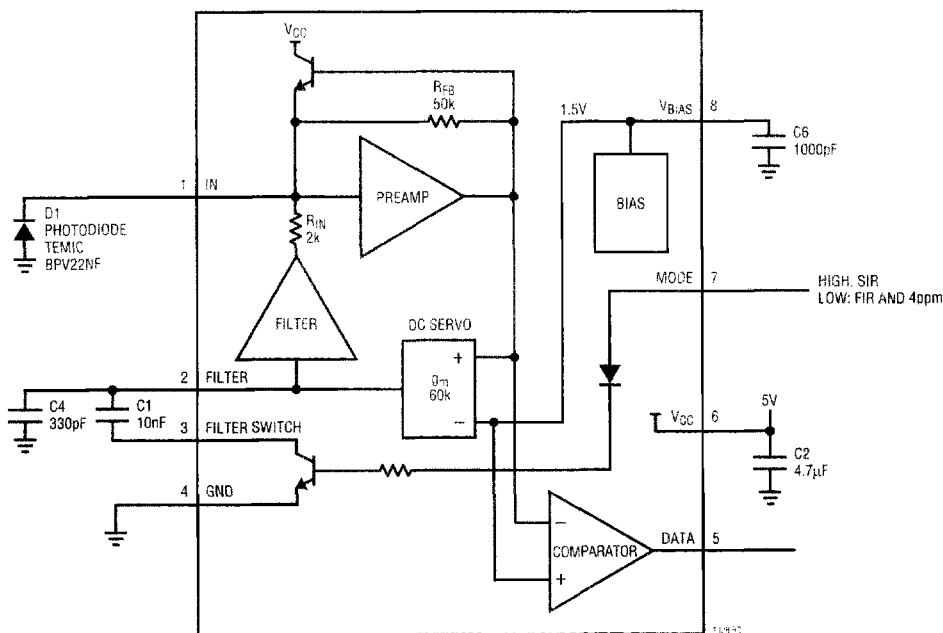 VCC
RFB
50k
1.5V
VBIAS
8
C6
1000pF
1
IN
PREAMP
BIAS
D1
PHOTODIODE
TEMIC
BPV22NF
RIN
2k
MODE
7
HIGH: SIR
LOW: FIR AND 4ppm
FILTER
DC SERVO
+
gm
60k
−
2
FILTER
C4
330pF
C1
10nF
3
FILTER SWITCH
VCC
6
5V
C2
4.7μF
4
GND
−
COMPARATOR
+
DATA
5